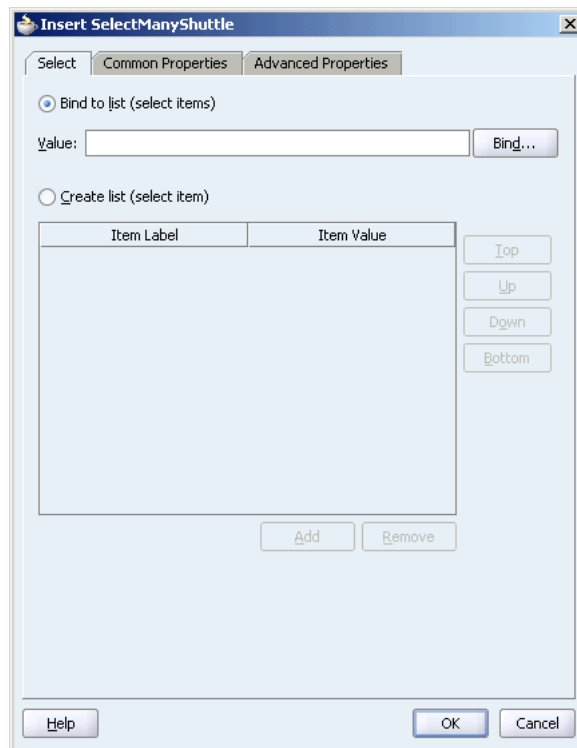 Insert SelectManyShuttle
Select Common Properties Advanced Properties
Bind to list (select items)
Value: Bind...
Create list (select item)
Item Label Item Value
Top
Up
Down
Bottom
Add Remove
Help OK Cancel